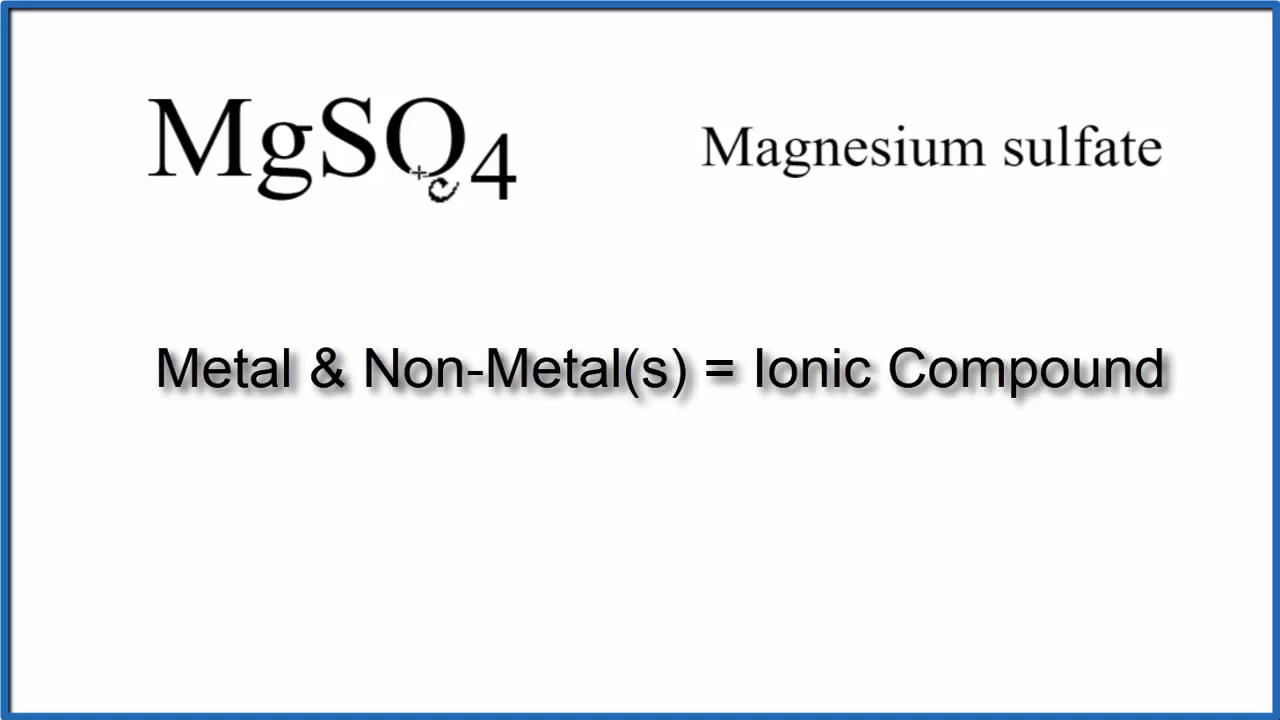 MgSO₄ Magnesium sulfate
Metal & Non-Metal(s) = Ionic Compound